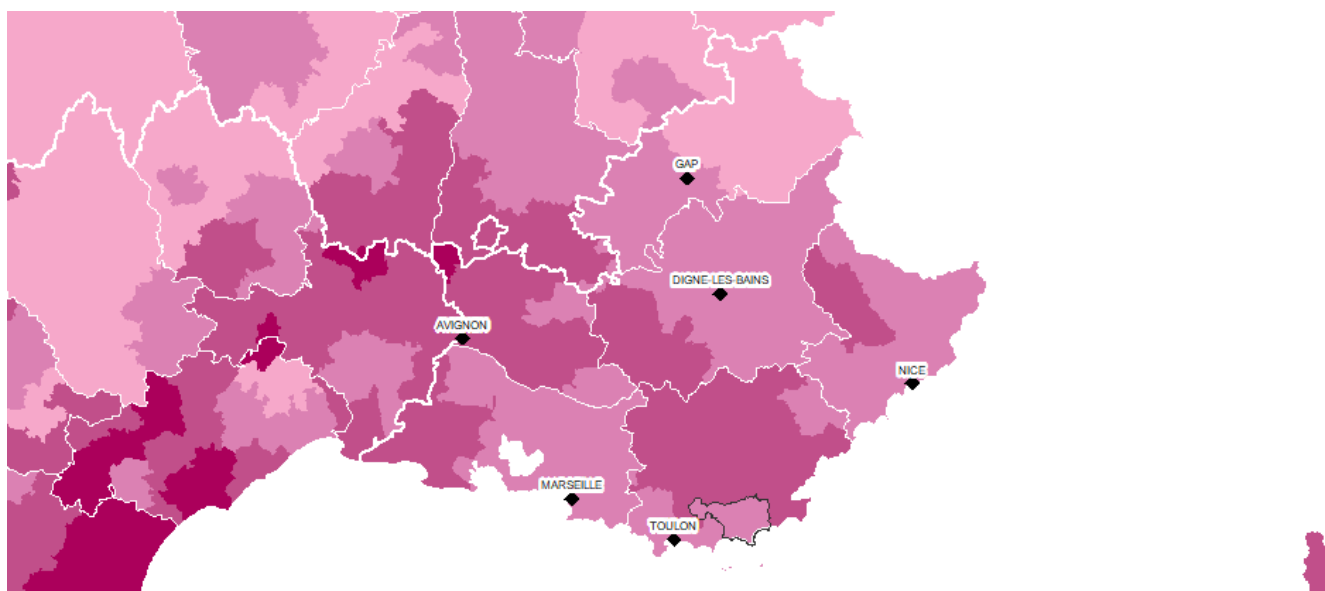 GAP
DIGNE-LES-BAINS
AVIGNON
NICE
MARSEILLE
TOULON